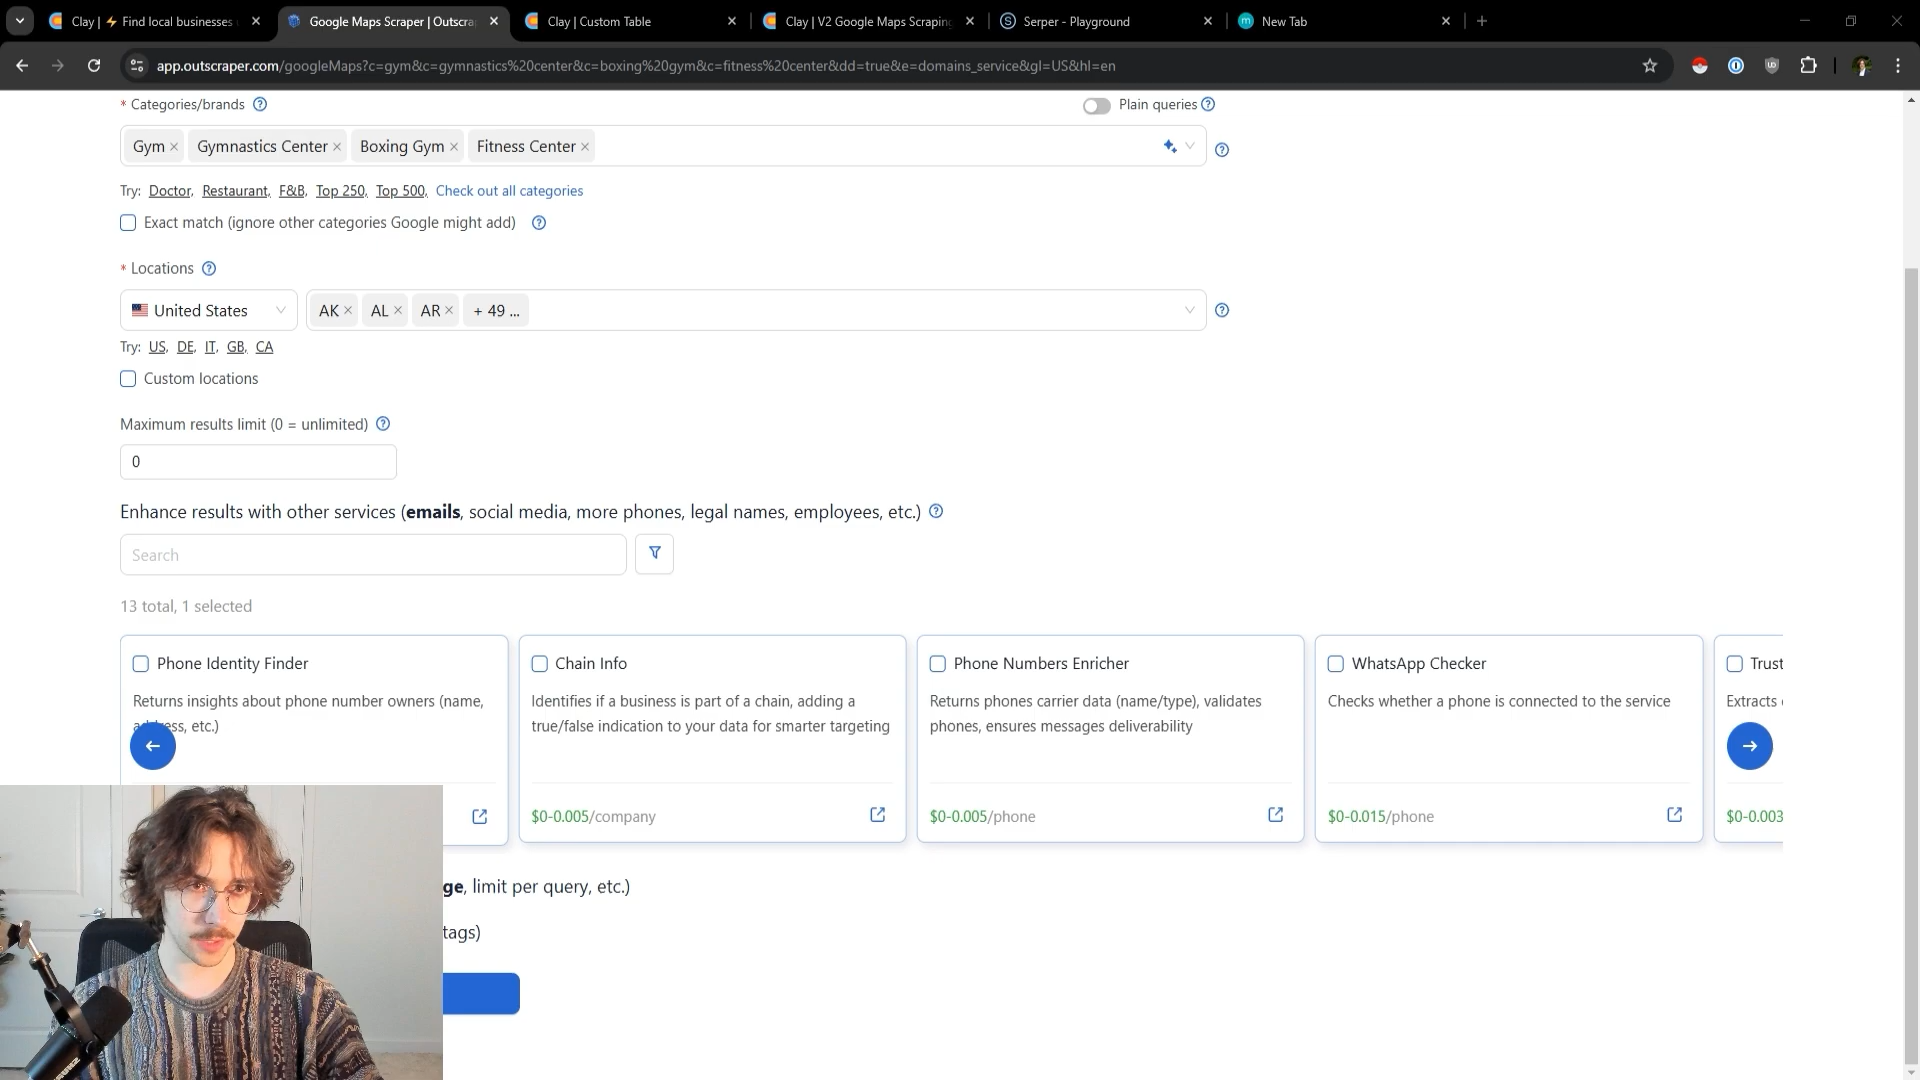 Clay | ⚡ Find local businesses
Google Maps Scraper | Outscra
Clay | Custom Table
Clay | V2 Google Maps Scraping
Serper - Playground
New Tab
app.outscraper.com/googleMaps?c=gym&c=gymnastics%20center&c=boxing%20gym&c=fitness%20center&dd=true&e=domains_service&gl=US&hl=en
* Categories/brands
Plain queries
Gym
Gymnastics Center
Boxing Gym
Fitness Center
Try: Doctor, Restaurant, F&B, Top 250, Top 500, Check out all categories
Exact match (ignore other categories Google might add)
* Locations
United States
AK
AL
AR
+ 49 ...
Try: US, DE, IT, GB, CA
Custom locations
Maximum results limit (0 = unlimited)
0
Enhance results with other services (emails, social media, more phones, legal names, employees, etc.)
Search
13 total, 1 selected
Phone Identity Finder
Returns insights about phone number owners (name,
address, etc.)
Chain Info
Identifies if a business is part of a chain, adding a
true/false indication to your data for smarter targeting
$0-0.005/company
Phone Numbers Enricher
Returns phones carrier data (name/type), validates
phones, ensures messages deliverability
$0-0.005/phone
WhatsApp Checker
Checks whether a phone is connected to the service
$0-0.015/phone
Trust
Extracts
$0-0.003
ge, limit per query, etc.)
tags)